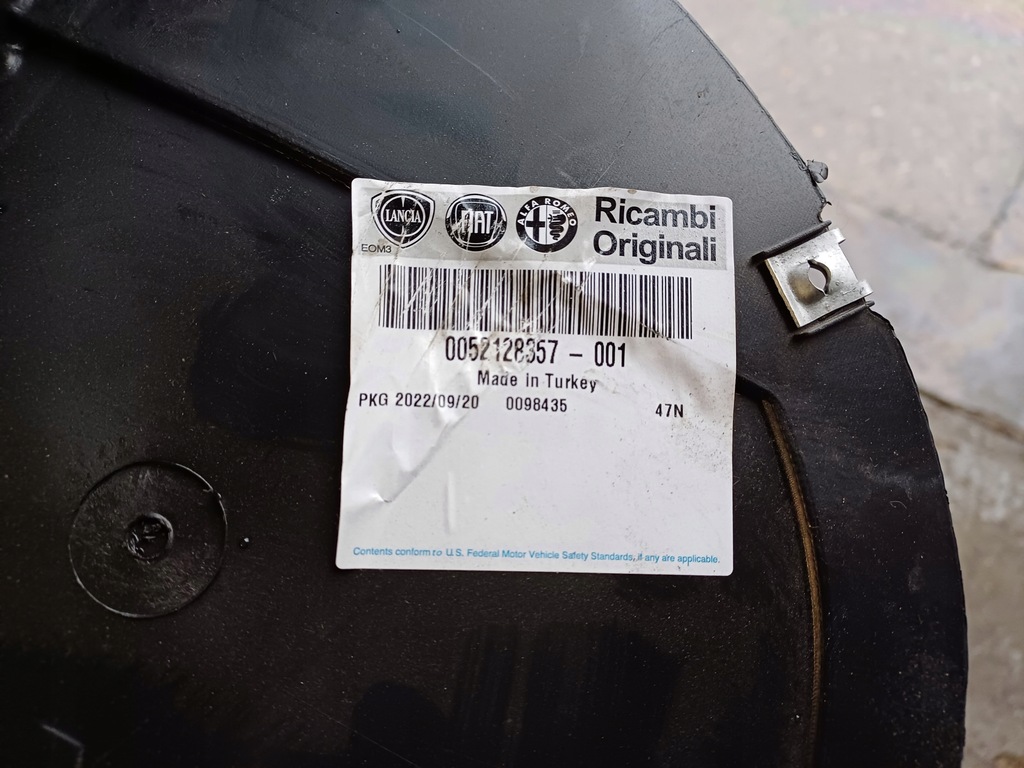 LANCIA FIAT ALFA ROMEO Ricambi
EOM3 Originali
0052128357 - 001
Made in Turkey
PKG 2022/09/20 0098435 47N
Contents conform to U.S. Federal Motor Vehicle Safety Standards, if any are applicable.